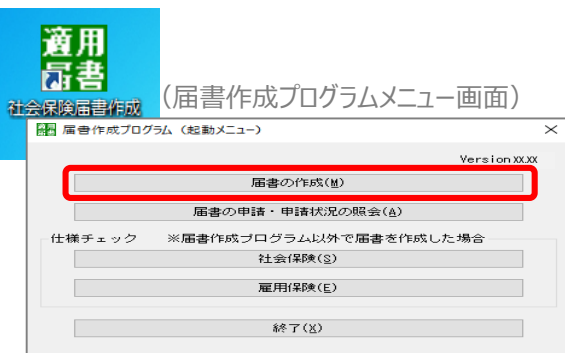 適用
届書
社会保険届書作成
（届書作成プログラムメニュー画面）
届書作成プログラム（起動メニュー）
Version XX.XX
届書の作成(M)
届書の申請・申請状況の照会(A)
仕様チェック ※届書作成プログラム以外で届書を作成した場合
社会保険(S)
雇用保険(E)
終了(X)